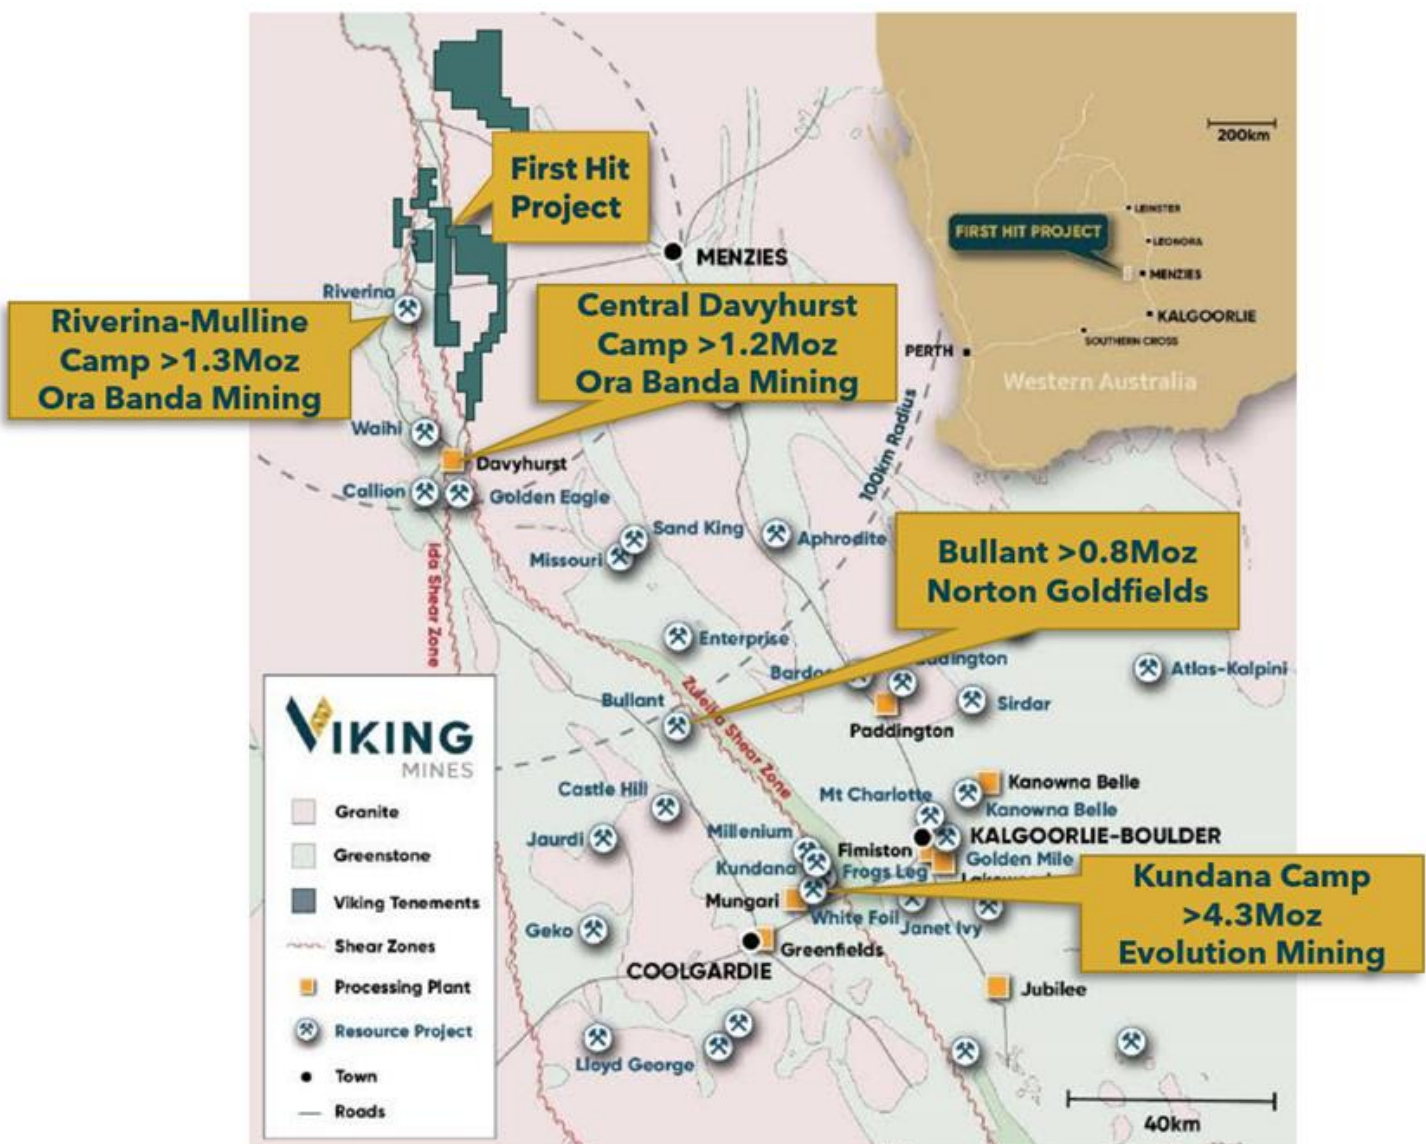 200km
LEINSTER
LEONORA
FIRST HIT PROJECT
MENZIES
KALGOORLIE
SOUTHERN CROSS
PERTH
Western Australia
First Hit
Project
MENZIES
Riverina
Riverina-Mulline
Camp >1.3Moz
Ora Banda Mining
Central Davyhurst
Camp >1.2Moz
Ora Banda Mining
100km Radius
Waihi
Davyhurst
Callion
Golden Eagle
Sand King
Missouri
Aphrodite
Ida Shear Zone
Bullant >0.8Moz
Norton Goldfields
Enterprise
Atlas-Kalpini
Bullant
Zuleika Shear Zone
Sirdar
Paddington
Kanowna Belle
Kanowna Belle
Castle Hill
Mt Charlotte
Jaurdi
Millenium
KALGOORLIE-BOULDER
Fimiston
Golden Mile
Kundana
Frogs Leg
Mungari
White Foil
Janet Ivy
Kundana Camp
>4.3Moz
Evolution Mining
Geko
Greenfields
COOLGARDIE
Jubilee
Lloyd George
40km
VIKING
MINES
Granite
Greenstone
Viking Tenements
Shear Zones
Processing Plant
Resource Project
Town
Roads